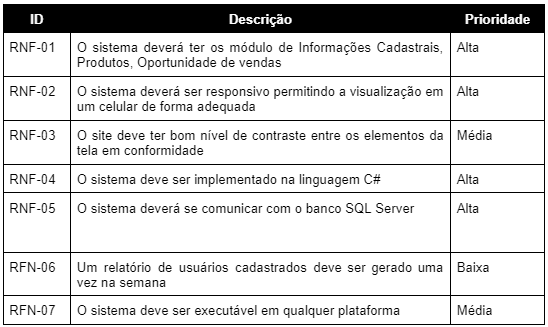 ID Descrição Prioridade
RNF-01 O sistema deverá ter os módulo de Informações Cadastrais, Alta
Produtos, Oportunidade de vendas
RNF-02 O sistema deverá ser responsivo permitindo a visualização em Alta
um celular de forma adequada
RNF-03 O site deve ter bom nível de contraste entre os elementos da Média
tela em conformidade
RNF-04 O sistema deve ser implementado na linguagem C# Alta
RNF-05 O sistema deverá se comunicar com o banco SQL Server Alta
RFN-06 Um relatório de usuários cadastrados deve ser gerado uma Baixa
vez na semana
RFN-07 O sistema deve ser executável em qualquer plataforma Média